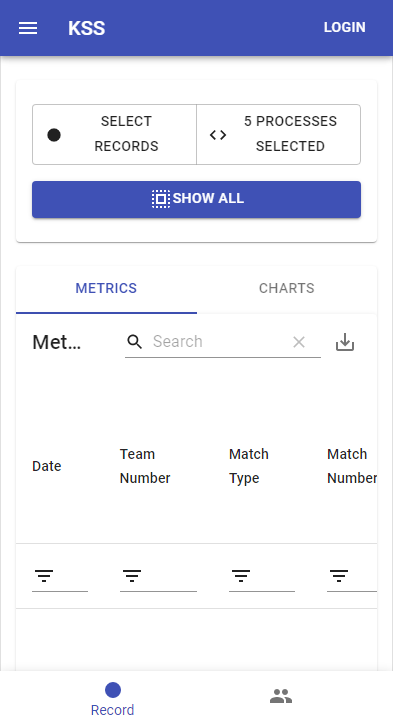 KSS
LOGIN
SELECT
RECORDS
5 PROCESSES
SELECTED
SHOW ALL
METRICS
CHARTS
Met...
Search
Date
Team
Number
Match
Type
Match
Number
Record